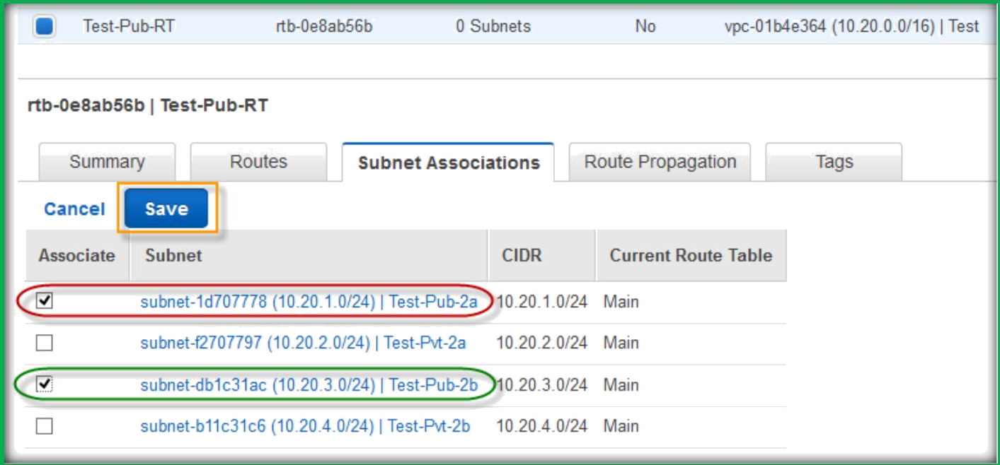 Test-Pub-RT rtb-0e8ab56b 0 Subnets No vpc-01b4e364 (10.20.0.0/16) | Test
rtb-0e8ab56b | Test-Pub-RT
Summary Routes Subnet Associations Route Propagation Tags
Cancel Save
Associate Subnet CIDR Current Route Table
subnet-1d707778 (10.20.1.0/24) | Test-Pub-2a 10.20.1.0/24 Main
subnet-f2707797 (10.20.2.0/24) | Test-Pvt-2a 10.20.2.0/24 Main
subnet-db1c31ac (10.20.3.0/24) | Test-Pub-2b 10.20.3.0/24 Main
subnet-b11c31c6 (10.20.4.0/24) | Test-Pvt-2b 10.20.4.0/24 Main